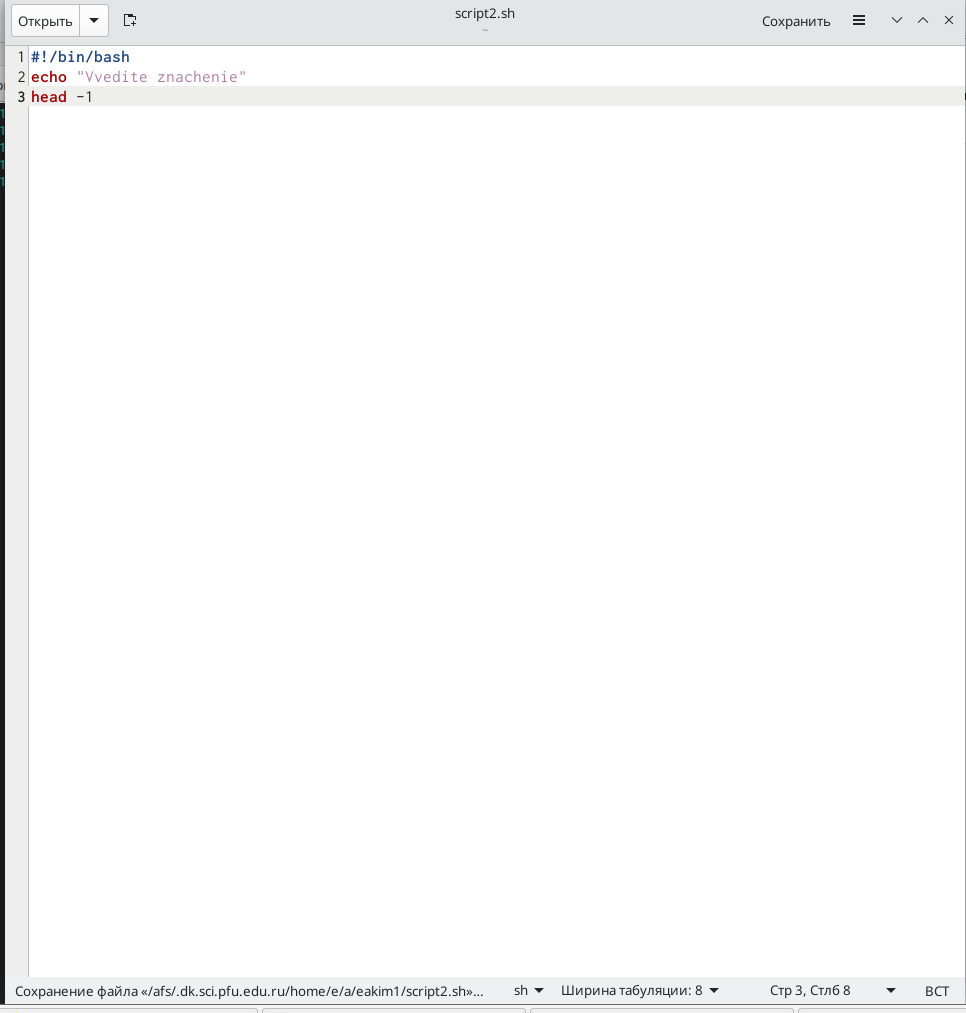 Открыть
script2.sh
~
Сохранить
1 #!/bin/bash
2 echo "Vvedite znachenie"
3 head -1
Сохранение файла «/afs/.dk.sci.pfu.edu.ru/home/e/a/eakim1/script2.sh»… sh Ширина табуляции: 8 Стр 3, Стлб 8 ВСТ